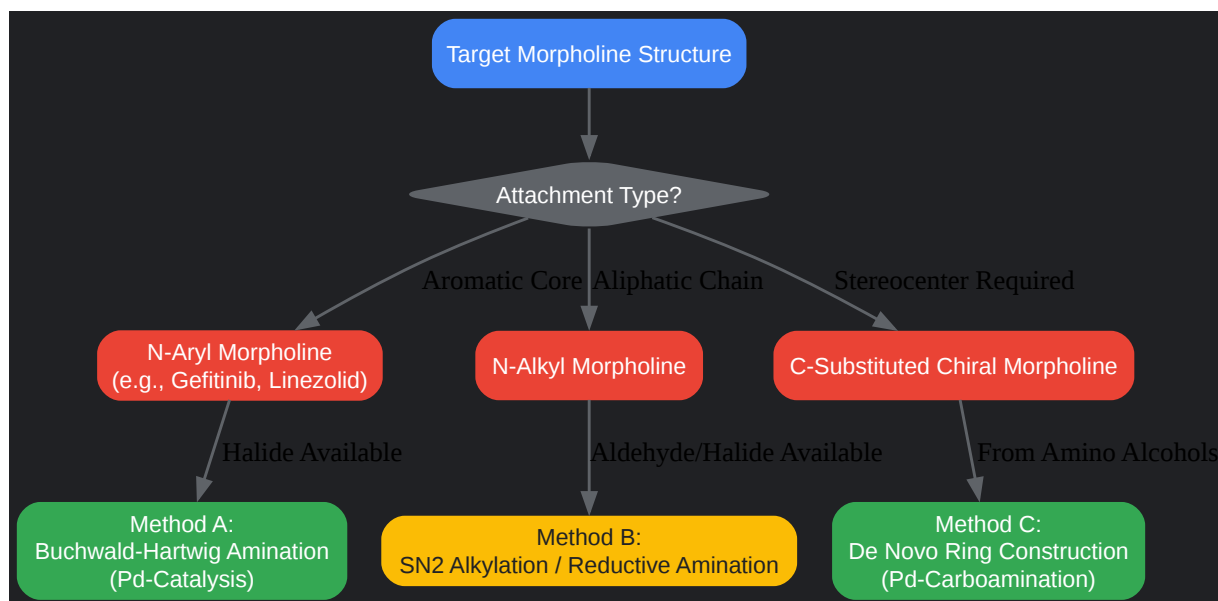 Target Morpholine Structure
Attachment Type?
Aromatic Core
Aliphatic Chain
Stereocenter Required
N-Aryl Morpholine
(e.g., Gefitinib, Linezolid)
N-Alkyl Morpholine
C-Substituted Chiral Morpholine
Halide Available
Aldehyde/Halide Available
From Amino Alcohols
Method A:
Buchwald-Hartwig Amination
(Pd-Catalysis)
Method B:
SN2 Alkylation / Reductive Amination
Method C:
De Novo Ring Construction
(Pd-Carboamination)